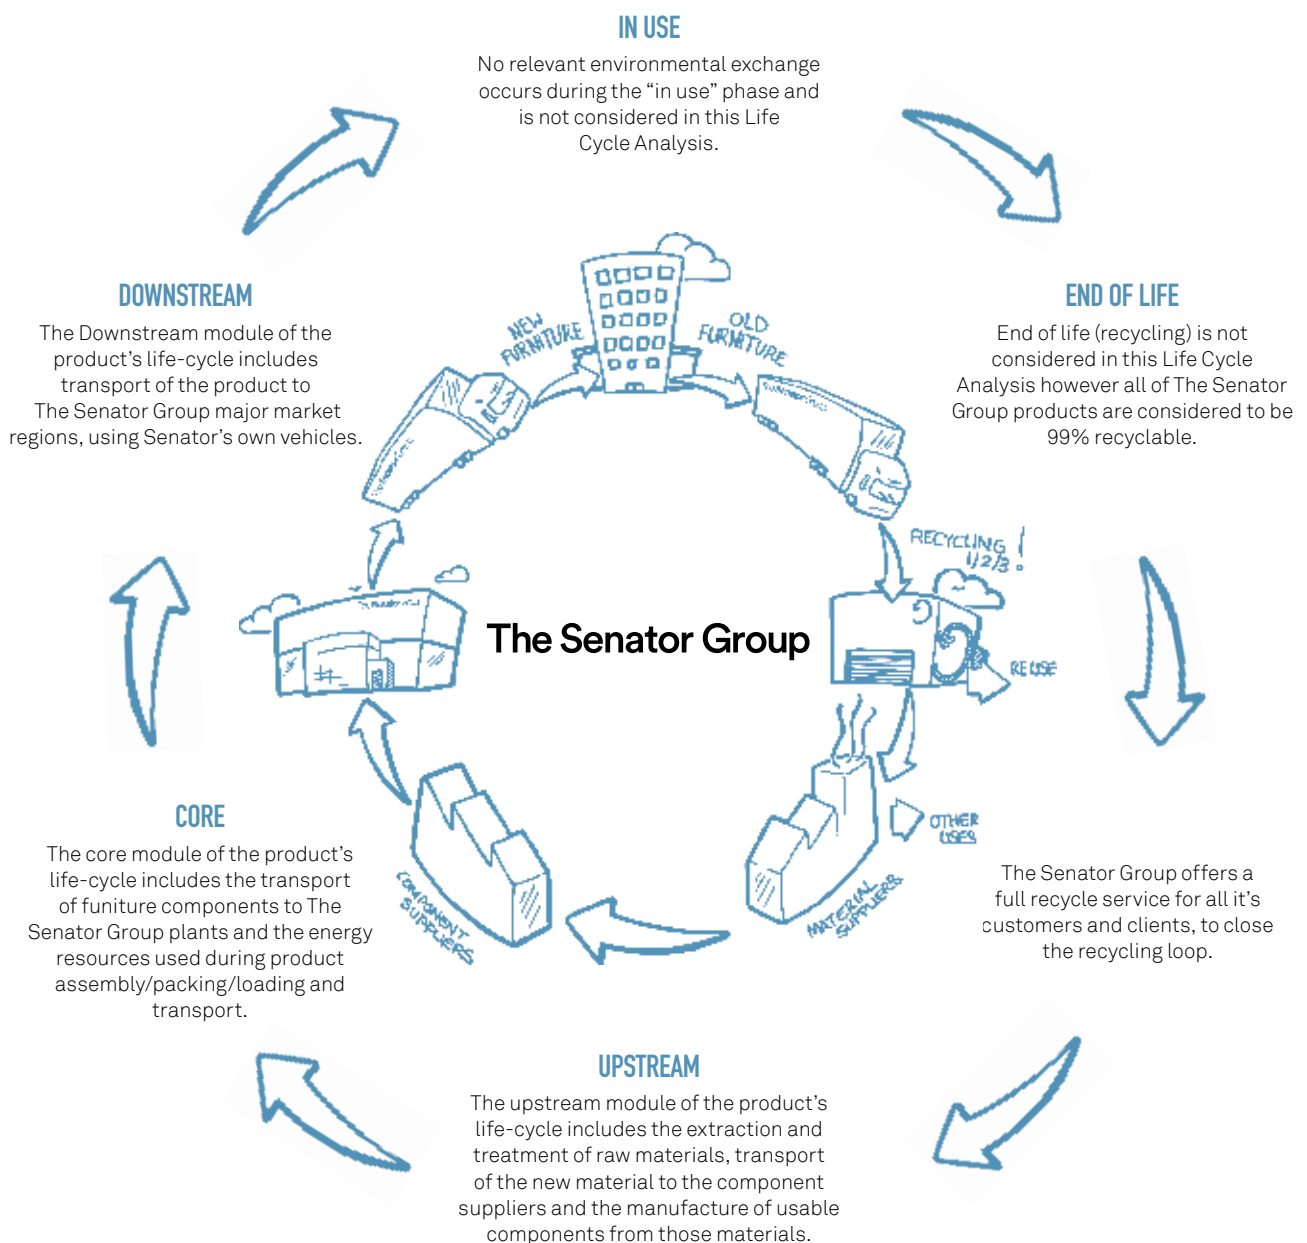 IN USE
No relevant environmental exchange
occurs during the “in use” phase and
is not considered in this Life
Cycle Analysis.
DOWNSTREAM
The Downstream module of the
product’s life-cycle includes
transport of the product to
The Senator Group major market
regions, using Senator’s own vehicles.
END OF LIFE
End of life (recycling) is not
considered in this Life Cycle
Analysis however all of The Senator
Group products are considered to be
99% recyclable.
NEW
FURNITURE
OLD
FURNITURE
RECYCLING
1/2/3!
The Senator Group
RE USE
OTHER
USES
COMPONENT
SUPPLIERS
MATERIAL
SUPPLIERS
CORE
The core module of the product’s
life-cycle includes the transport
of funiture components to The
Senator Group plants and the energy
resources used during product
assembly/packing/loading and
transport.
The Senator Group offers a
full recycle service for all it’s
customers and clients, to close
the recycling loop.
UPSTREAM
The upstream module of the product’s
life-cycle includes the extraction and
treatment of raw materials, transport
of the new material to the component
suppliers and the manufacture of usable
components from those materials.